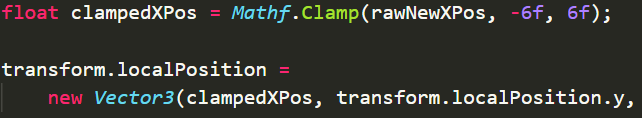 float clampedXPos = Mathf.Clamp(rawNewXPos, -6f, 6f);
transform.localPosition =
new Vector3(clampedXPos, transform.localPosition.y,